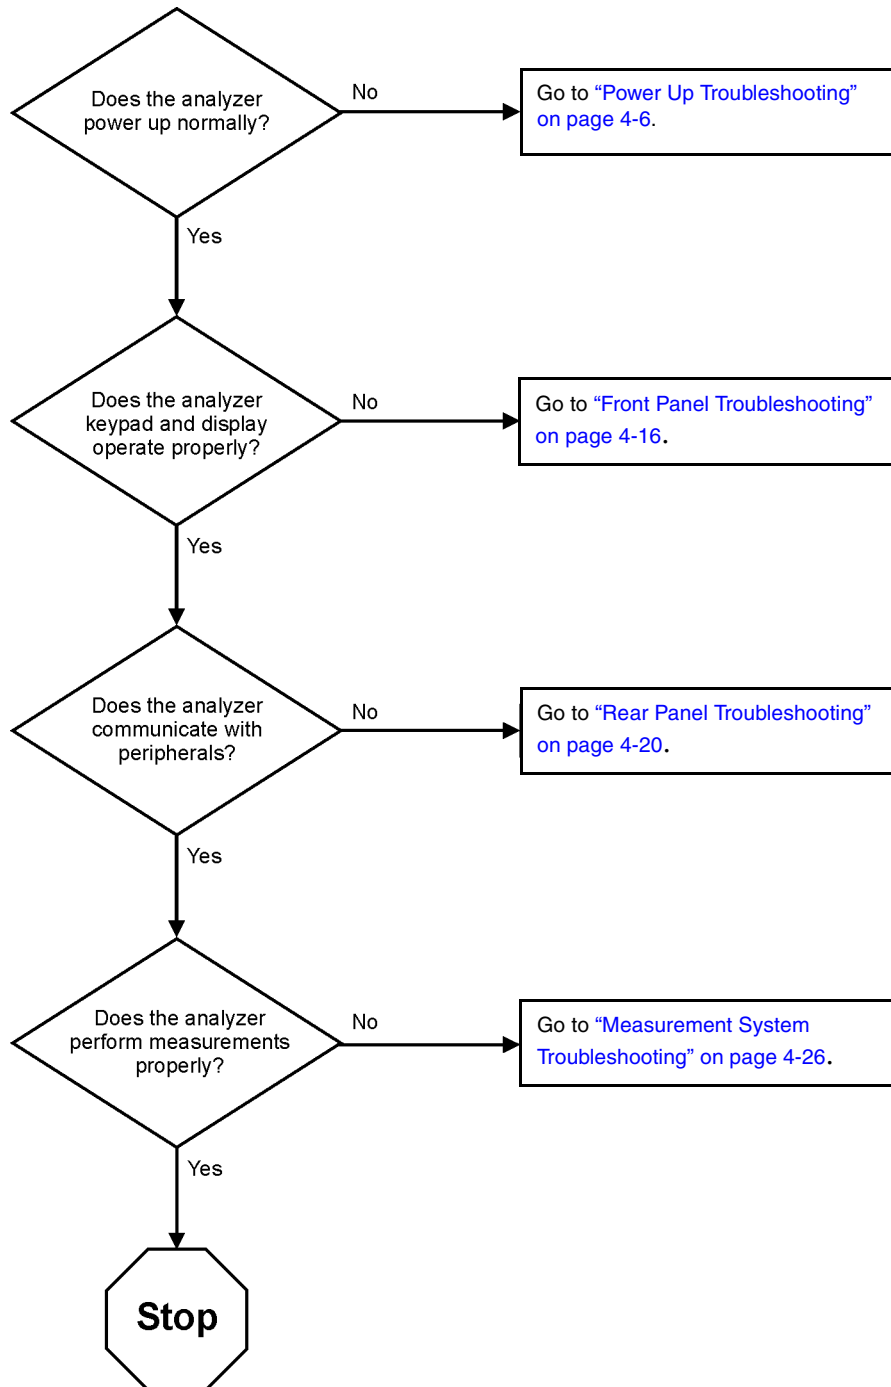 Does the analyzer
power up normally?
No
Go to “Power Up Troubleshooting”
on page 4-6.
Yes
Does the analyzer
keypad and display
operate properly?
No
Go to “Front Panel Troubleshooting”
on page 4-16.
Yes
Does the analyzer
communicate with
peripherals?
No
Go to “Rear Panel Troubleshooting”
on page 4-20.
Yes
Does the analyzer
perform measurements
properly?
No
Go to “Measurement System
Troubleshooting” on page 4-26.
Yes
Stop